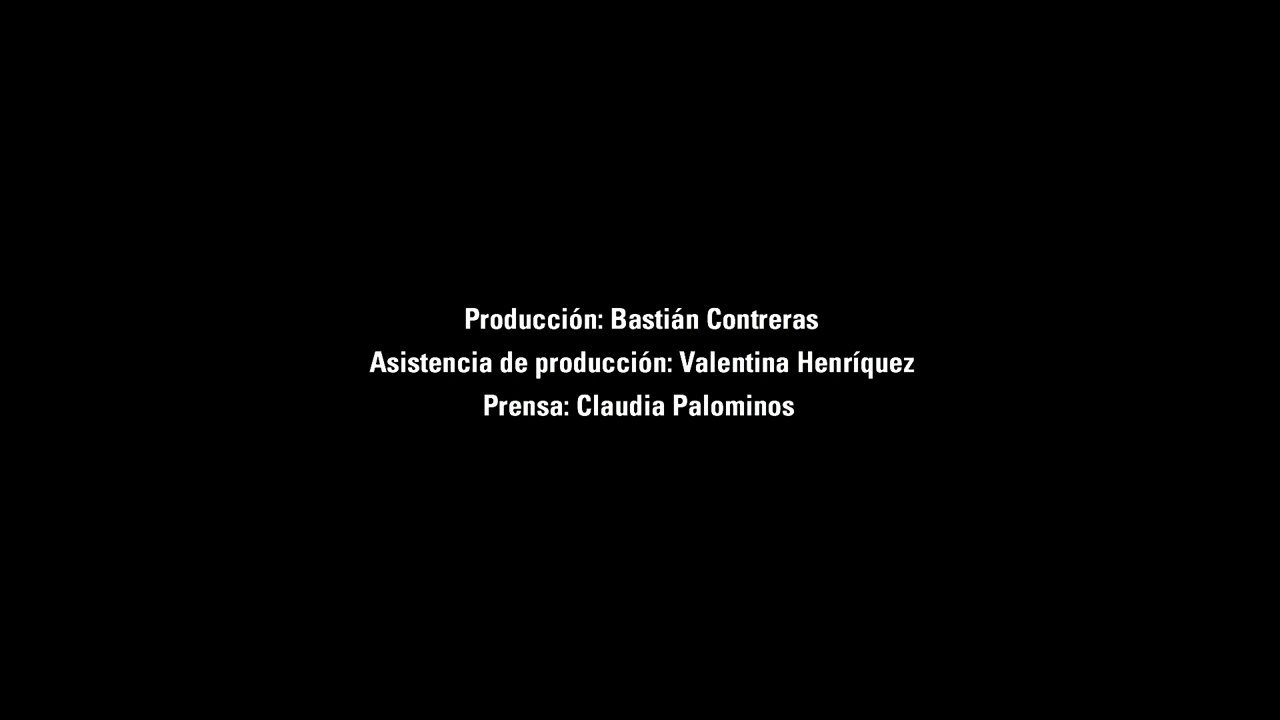 Producción: Bastián Contreras
Asistencia de producción: Valentina Henríquez
Prensa: Claudia Palominos